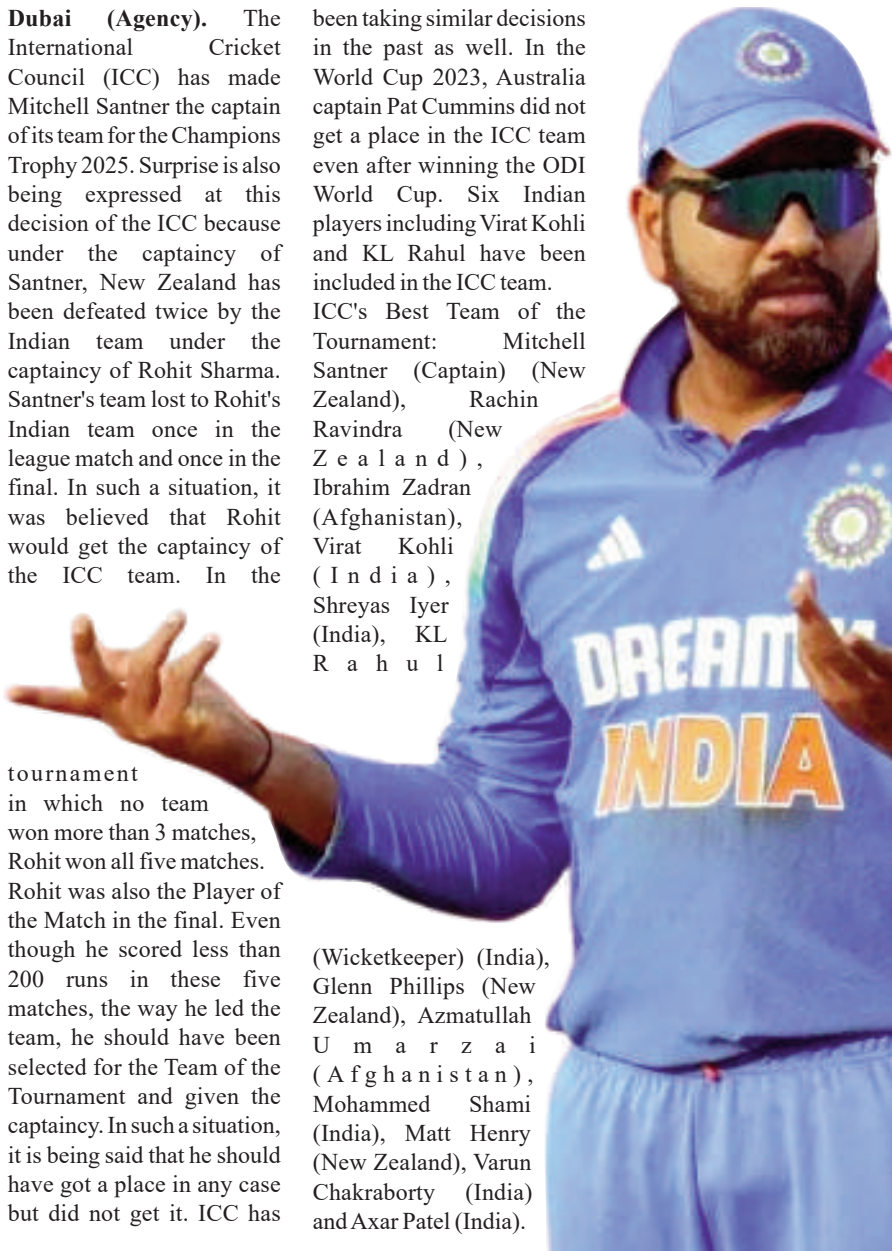 Dubai (Agency). The
International Cricket
Council (ICC) has made
Mitchell Santner the captain
of its team for the Champions
Trophy 2025. Surprise is also
being expressed at this
decision of the ICC because
under the captaincy of
Santner, New Zealand has
been defeated twice by the
Indian team under the
captaincy of Rohit Sharma.
Santner's team lost to Rohit's
Indian team once in the
league match and once in the
final. In such a situation, it
was believed that Rohit
would get the captaincy of
the ICC team. In the
tournament
in which no team
won more than 3 matches,
Rohit won all five matches.
Rohit was also the Player of
the Match in the final. Even
though he scored less than
200 runs in these five
matches, the way he led the
team, he should have been
selected for the Team of the
Tournament and given the
captaincy. In such a situation,
it is being said that he should
have got a place in any case
but did not get it. ICC has
been taking similar decisions
in the past as well. In the
World Cup 2023, Australia
captain Pat Cummins did not
get a place in the ICC team
even after winning the ODI
World Cup. Six Indian
players including Virat Kohli
and KL Rahul have been
included in the ICC team.
ICC's Best Team of the
Tournament: Mitchell
Santner (Captain) (New
Zealand), Rachin
Ravindra (New
Zealand),
Ibrahim Zadran
(Afghanistan),
Virat Kohli
(India),
Shreyas Iyer
(India), KL
Rahul
(Wicketkeeper) (India),
Glenn Phillips (New
Zealand), Azmatullah
Umarzai
(Afghanistan),
Mohammed Shami
(India), Matt Henry
(New Zealand), Varun
Chakraborty (India)
and Axar Patel (India).
DREAM
INDIA